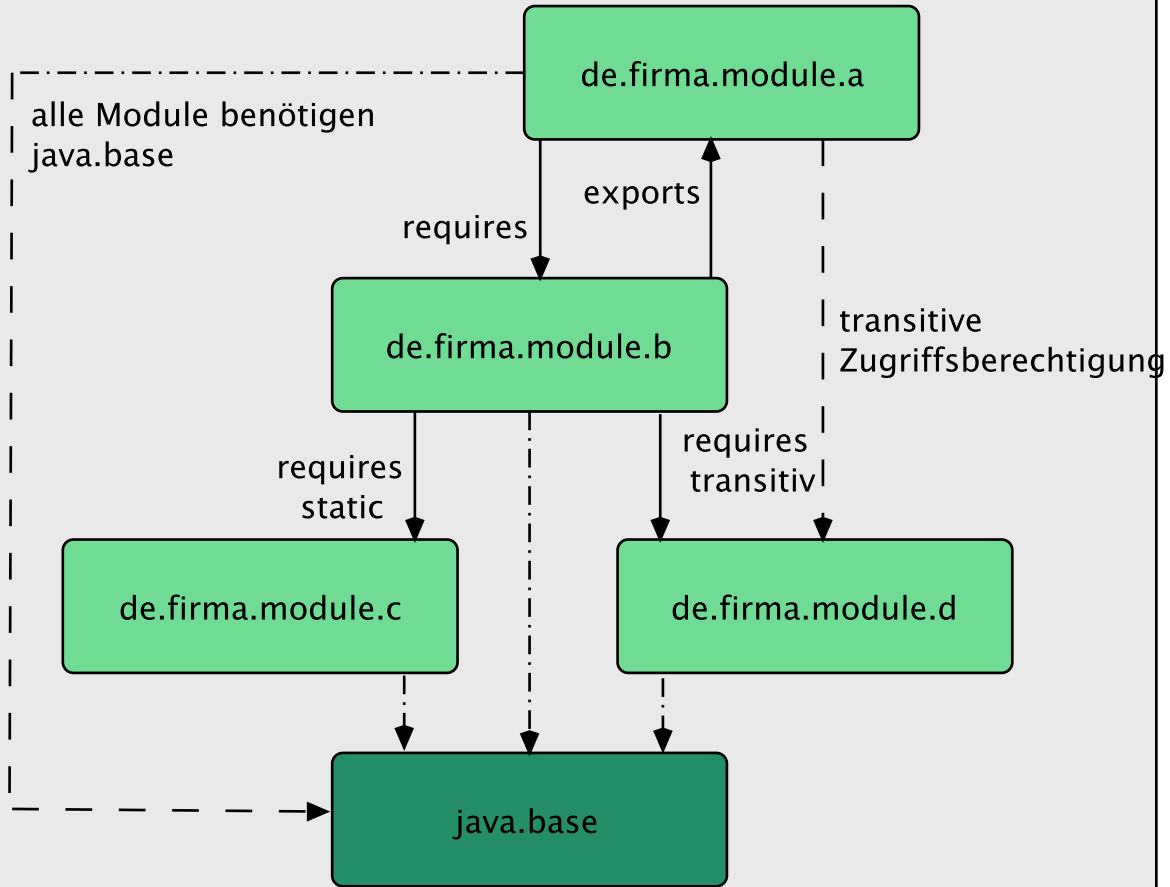 de.firma.module.a
alle Module benötigen
java.base
exports
requires
transitive
Zugriffsberechtigung
de.firma.module.b
requires
transitiv
requires
static
de.firma.module.c
de.firma.module.d
java.base